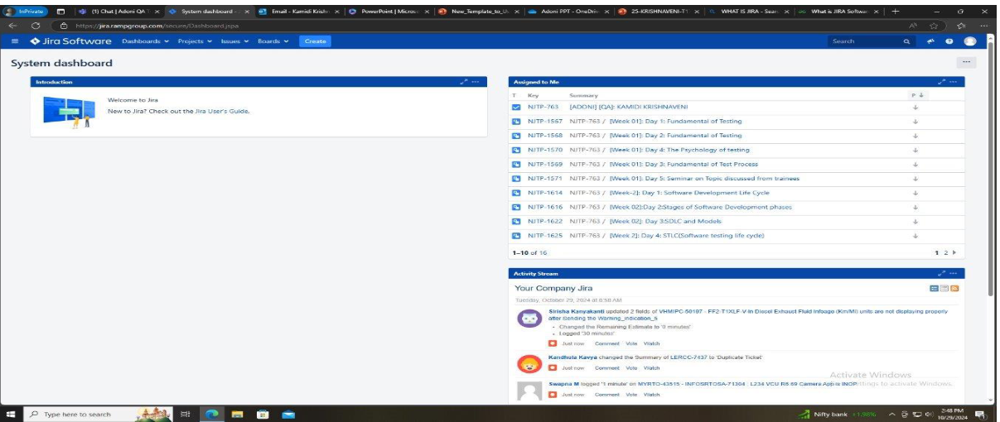 InPrivate
(1) Chat | Adoni QA
System dashboard -
Email - Kamidi Krishn
PowerPoint | Micros
New_Template_to_U
Adoni PPT - OneDriv
25-KRISHNAVENI-T1
WHAT IS JIRA - Sear
What is JIRA Softwar
https://jira.rampgroup.com/secure/Dashboard.jspa
Jira Software Dashboards Projects Issues Boards Create Search
System dashboard
Introduction
Welcome to Jira
New to Jira? Check out the Jira User's Guide.
Assigned to Me
T Key Summary P
NJTP-763 [ADONI] [QA]: KAMIDI KRISHNAVENI
NJTP-1567 NJTP-763 / [Week 01]: Day 1: Fundamental of Testing
NJTP-1568 NJTP-763 / [Week 01]: Day 2: Fundamental of Testing
NJTP-1570 NJTP-763 / [Week 01]: Day 4: The Psychology of testing
NJTP-1569 NJTP-763 / [Week 01]: Day 3: Fundamental of Test Process
NJTP-1571 NJTP-763 / [Week 01]: Day 5: Seminar on Topic discussed from trainees
NJTP-1614 NJTP-763 / [Week-2]: Day 1: Software Development Life Cycle
NJTP-1616 NJTP-763 / [Week 02]:Day 2:Stages of Software Development phases
NJTP-1622 NJTP-763 / [Week 02]: Day 3:SDLC and Models
NJTP-1625 NJTP-763 / [Week 2]: Day 4: STLC(Software testing life cycle)
1–10 of 16 1 2
Activity Stream
Your Company Jira
Tuesday, October 29, 2024 at 0:58 AM
Sirisha Kanyakanti updated 2 fields of VHMIPC-50187 - FF2-T1XLF-V-In Diesel Exhaust Fluid Infoage (Km/Mi) units are not displaying properly
after isending the Warning_indication_5
Changed the Remaining Estimate to '0 minutes'
Logged '30 minutes'
Just now Comment Vote Watch
Kandhula Kavya changed the Summary of LERCC-7437 to 'Duplicate Ticket'
Just now Comment Vote Watch
Activate Windows
Swapna M logged '1 minute' on MYRTO-43515 - INFOSRTOSA-71304 L234 VCU R6.69 Camera App is INOP
Settings to activate Windows.
Just now Comment Vote Watch
Type here to search
Nifty bank +1.98%
2:48 PM
10/29/2024